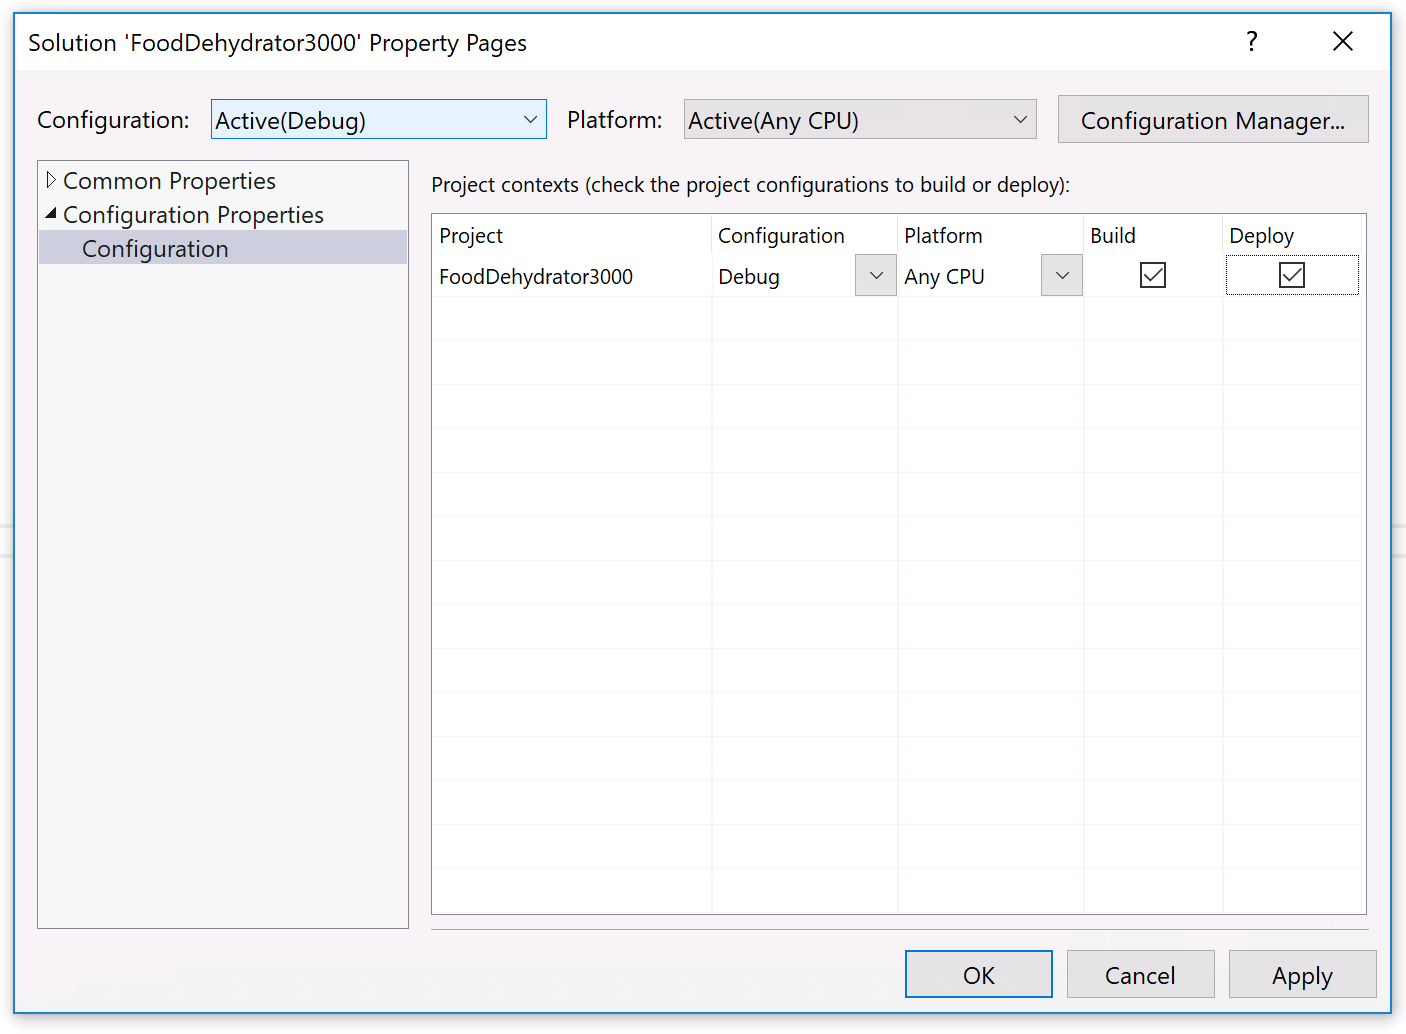 Solution 'FoodDehydrator3000' Property Pages ?
Configuration: Active(Debug) Platform: Active(Any CPU) Configuration Manager...
Common Properties
Configuration Properties
Configuration
Project contexts (check the project configurations to build or deploy):
Project Configuration Platform Build Deploy
FoodDehydrator3000 Debug Any CPU
OK Cancel Apply